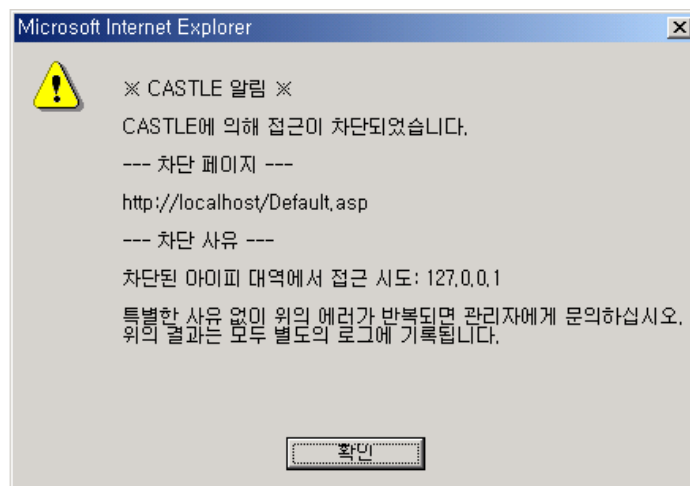 Microsoft Internet Explorer
※ CASTLE 알림 ※
CASTLE에 의해 접근이 차단되었습니다.
--- 차단 페이지 ---
http://localhost/Default.asp
--- 차단 사유 ---
차단된 아이피 대역에서 접근 시도: 127.0.0.1
특별한 사유 없이 위의 에러가 반복되면 관리자에게 문의하십시오.
위의 결과는 모두 별도의 로그에 기록됩니다.
확인